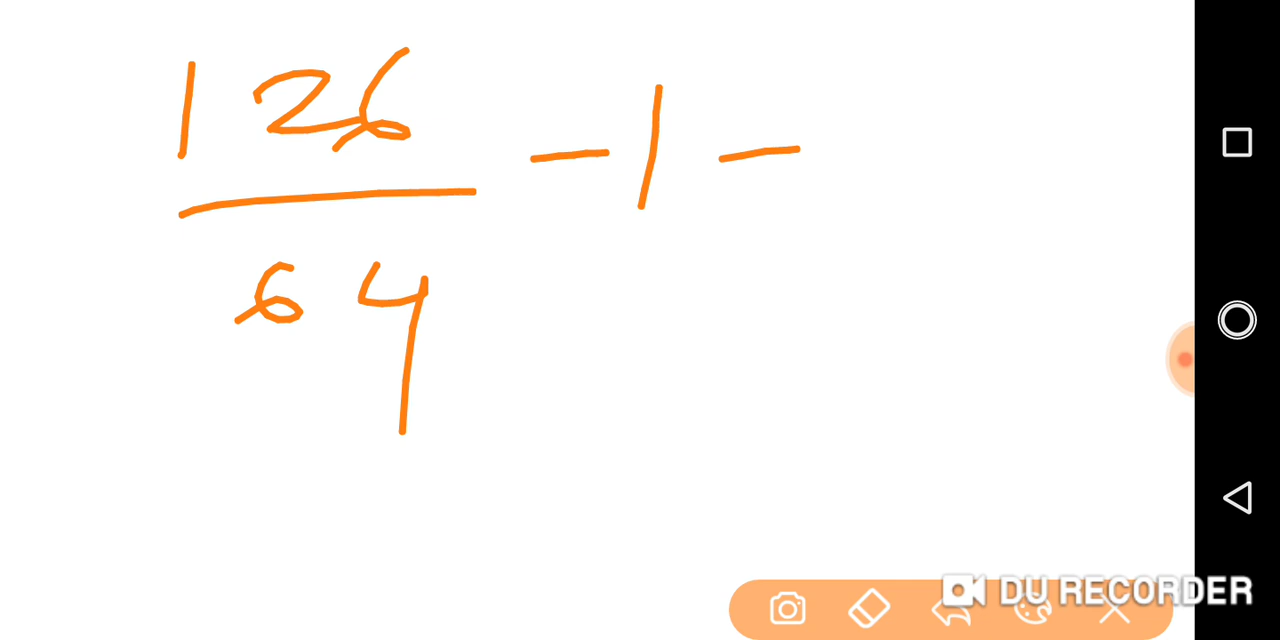 126
— 1 —
64
DU RECORDER